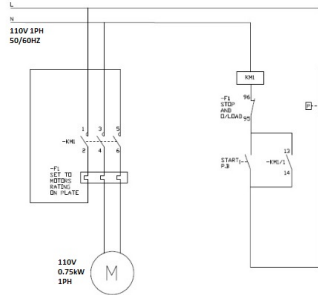 L
N
110V 1PH
50/60HZ
KM1
-F1
STOP
AND
O/LOAD
96
95
1 3 5
-KM1
2 4 6
START
P.B
-KM1/1
13
14
-F1
SET TO
MOTORS
RATING
ON PLATE
110V
0.75kW
1PH
M